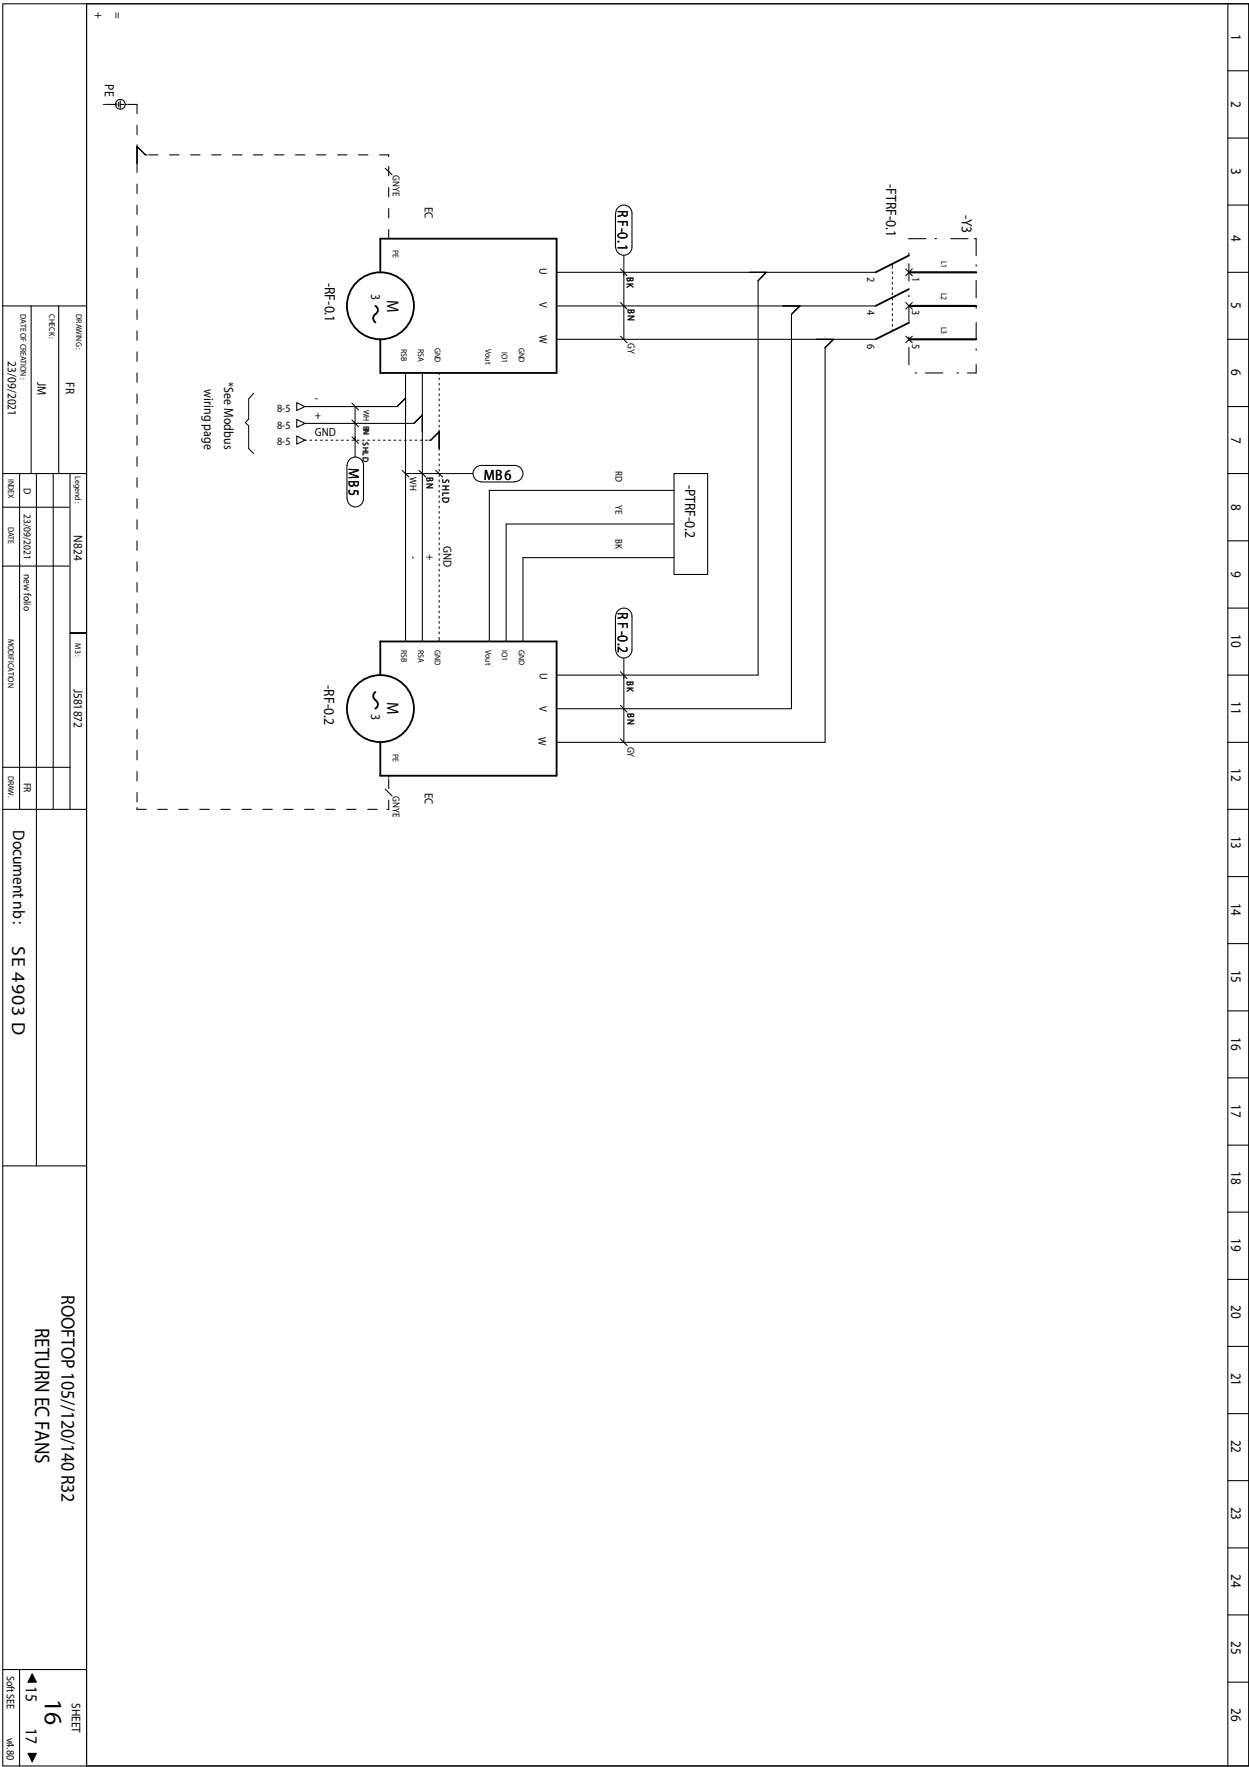 1 2 3 4 5 6 7 8 9 10 11 12 13 14 15 16 17 18 19 20 21 22 23 24 25 26
-Y3
L1 L2 L3
-FTRF-0.1
1 3 5
2 4 6
RF-0.1
BK BN GY
RF-0.2
BK BN GY
-PTRF-0.2
RD YE BK
EC
GNYE
PE
U V W
M
3
-RF-0.1
GND
IO1
Vout
GND
RSA
RSB
MB6
SHLD
BN
WH
GND
+
-
MB5
WH BN SHLD
-
+
GND
8-5
8-5
8-5
*See Modbus
wiring page
U V W
GND
IO1
Vout
GND
RSA
RSB
M
3
-RF-0.2
PE
EC
GNYE
PE
=
+
DRAWING: FR
CHECK: JM
DATE OF CREATION: 23/09/2021
Legend: N824
M3: J581872
D 23/09/2021 new folio FR
INDEX DATE MODIFICATION DRAW.
Document nb: SE 4903 D
ROOFTOP 105//120/140 R32
RETURN EC FANS
SHEET
16
◀ 15 17 ▶
Soft SEE v4.80